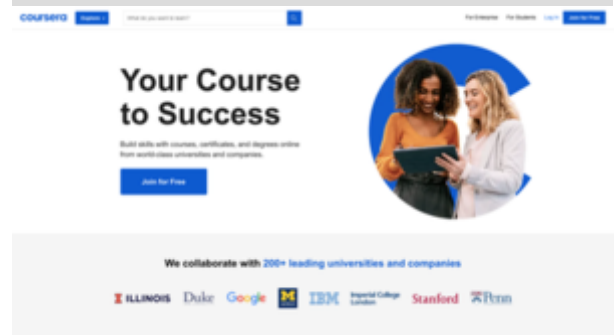 coursera
Explore
What do you want to learn?
For Enterprise
For Students
Log In
Join for Free
Your Course
to Success
Build skills with courses, certificates, and degrees online
from world-class universities and companies.
Join for Free
We collaborate with 200+ leading universities and companies
I ILLINOIS
Duke
Google
M
IBM
Imperial College
London
Stanford
Penn